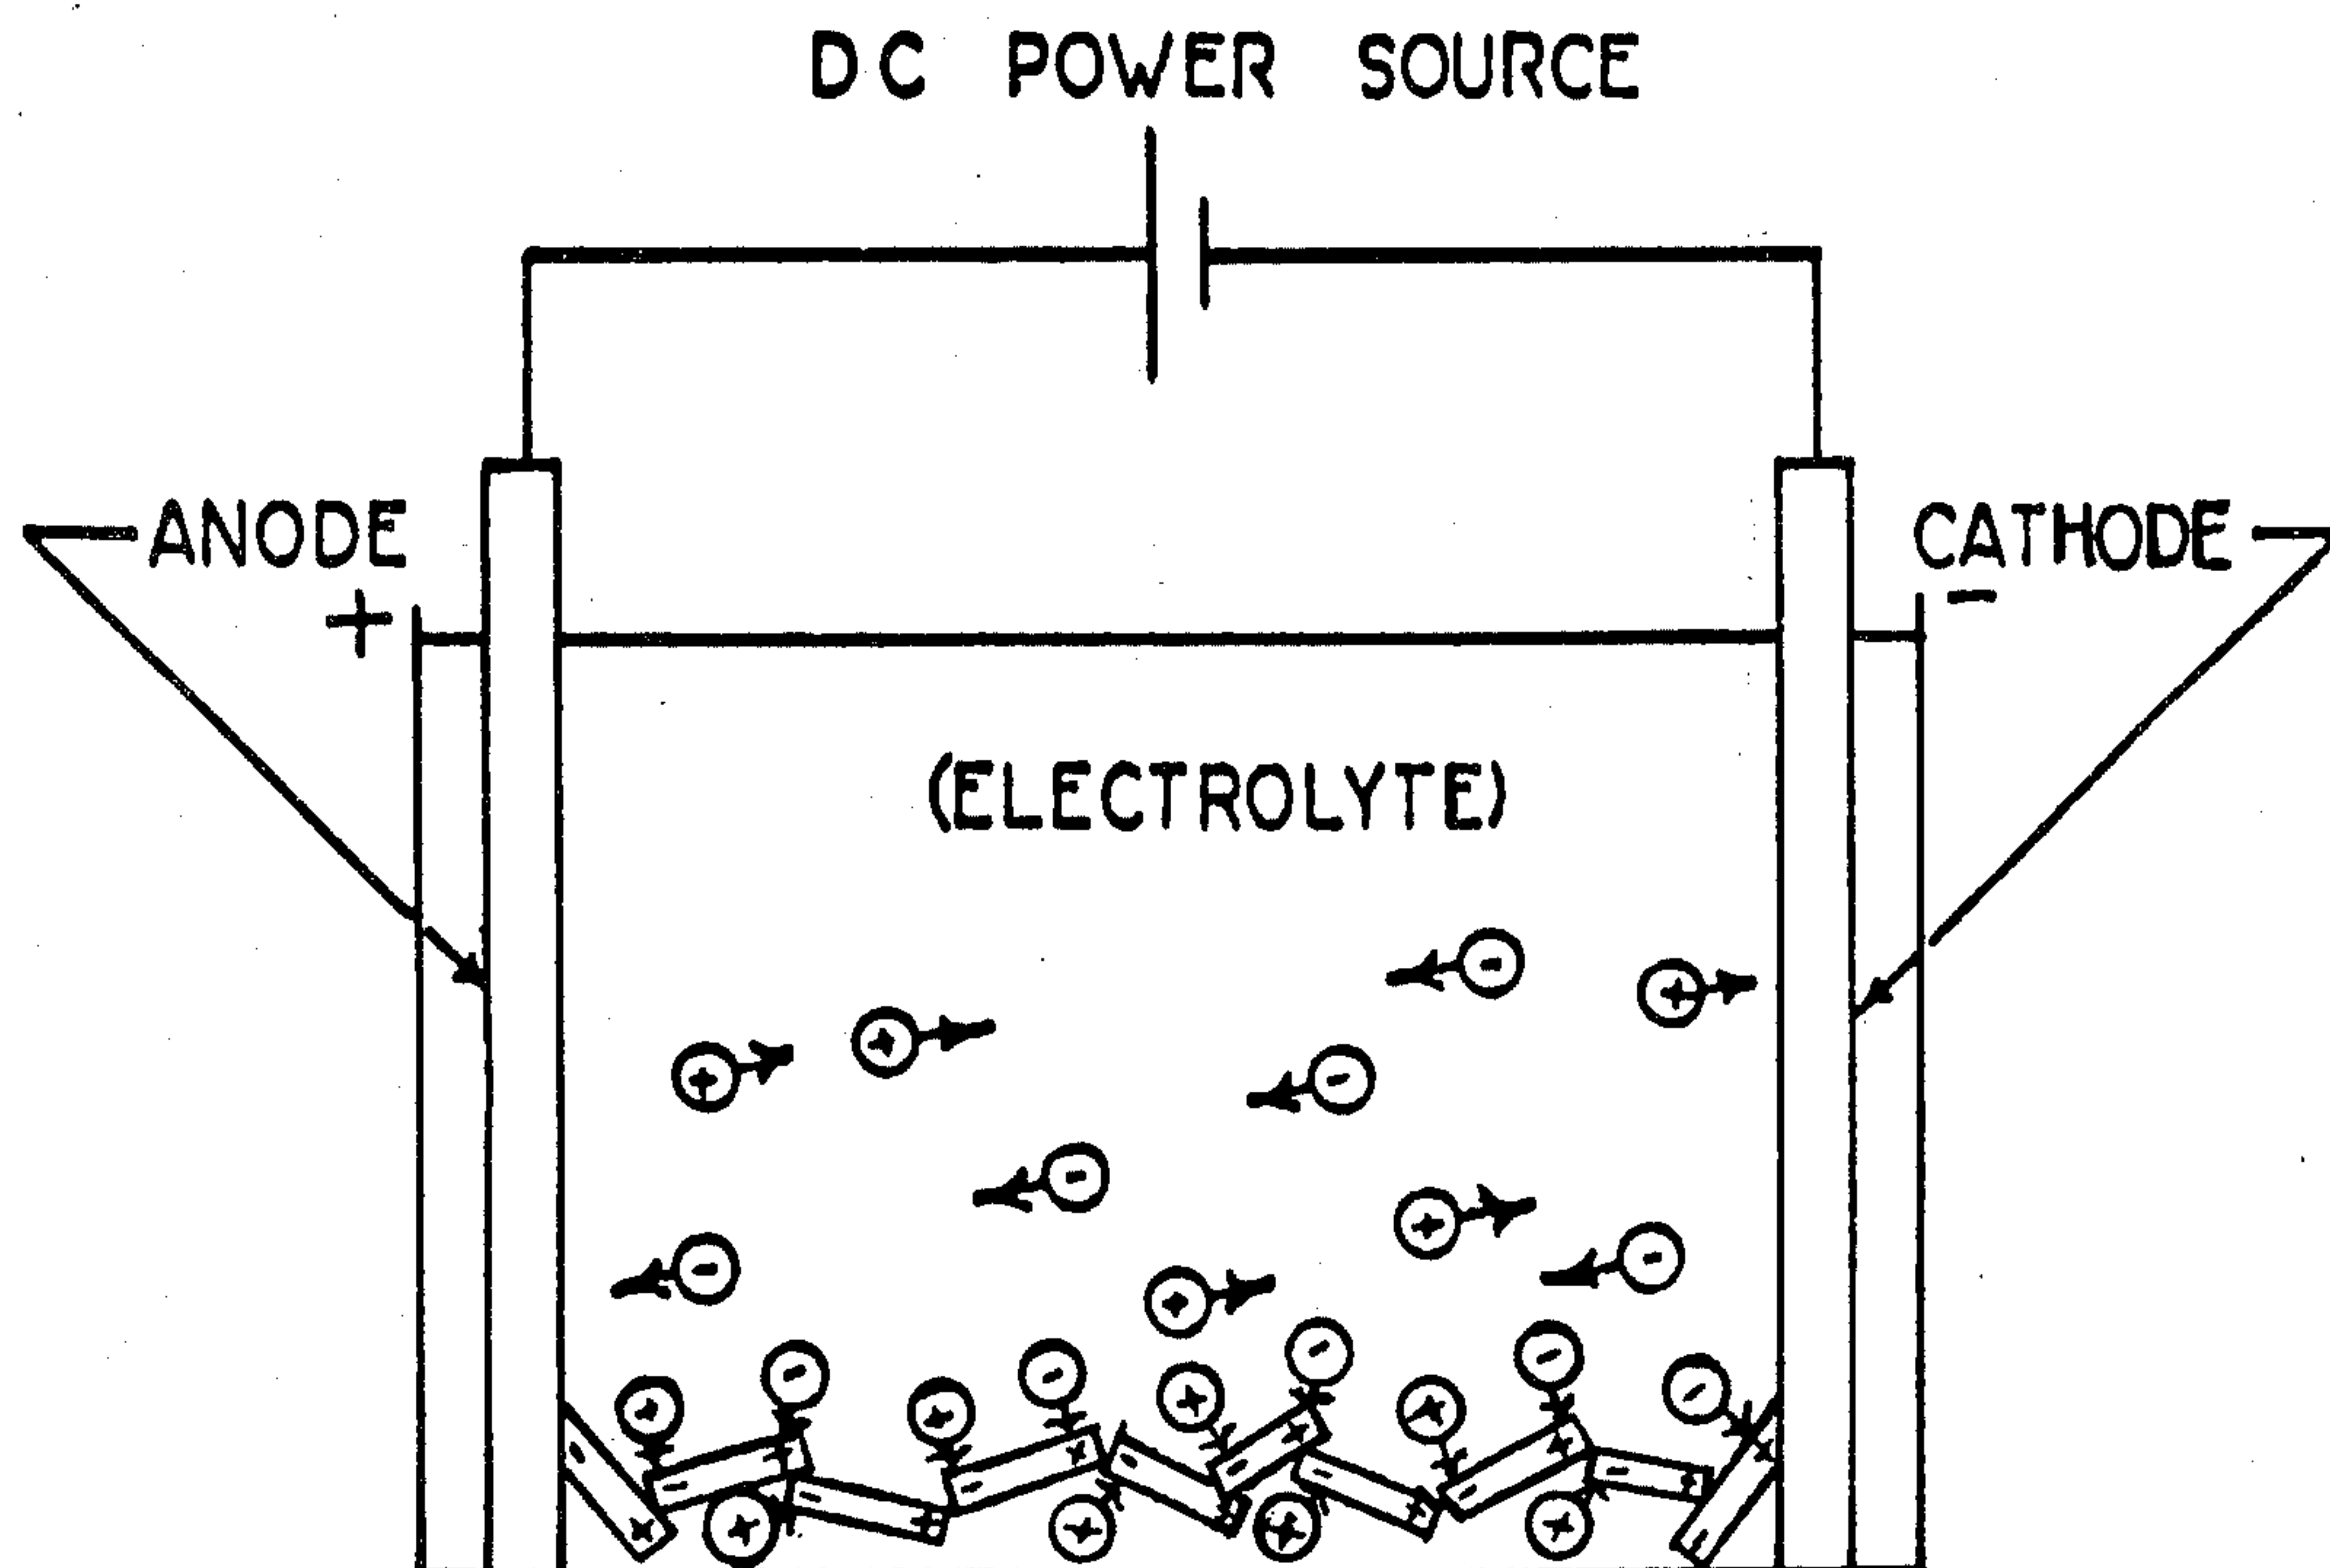 DC POWER SOURCE
ANODE
CATHODE
+
-
(ELECTROLYTE)